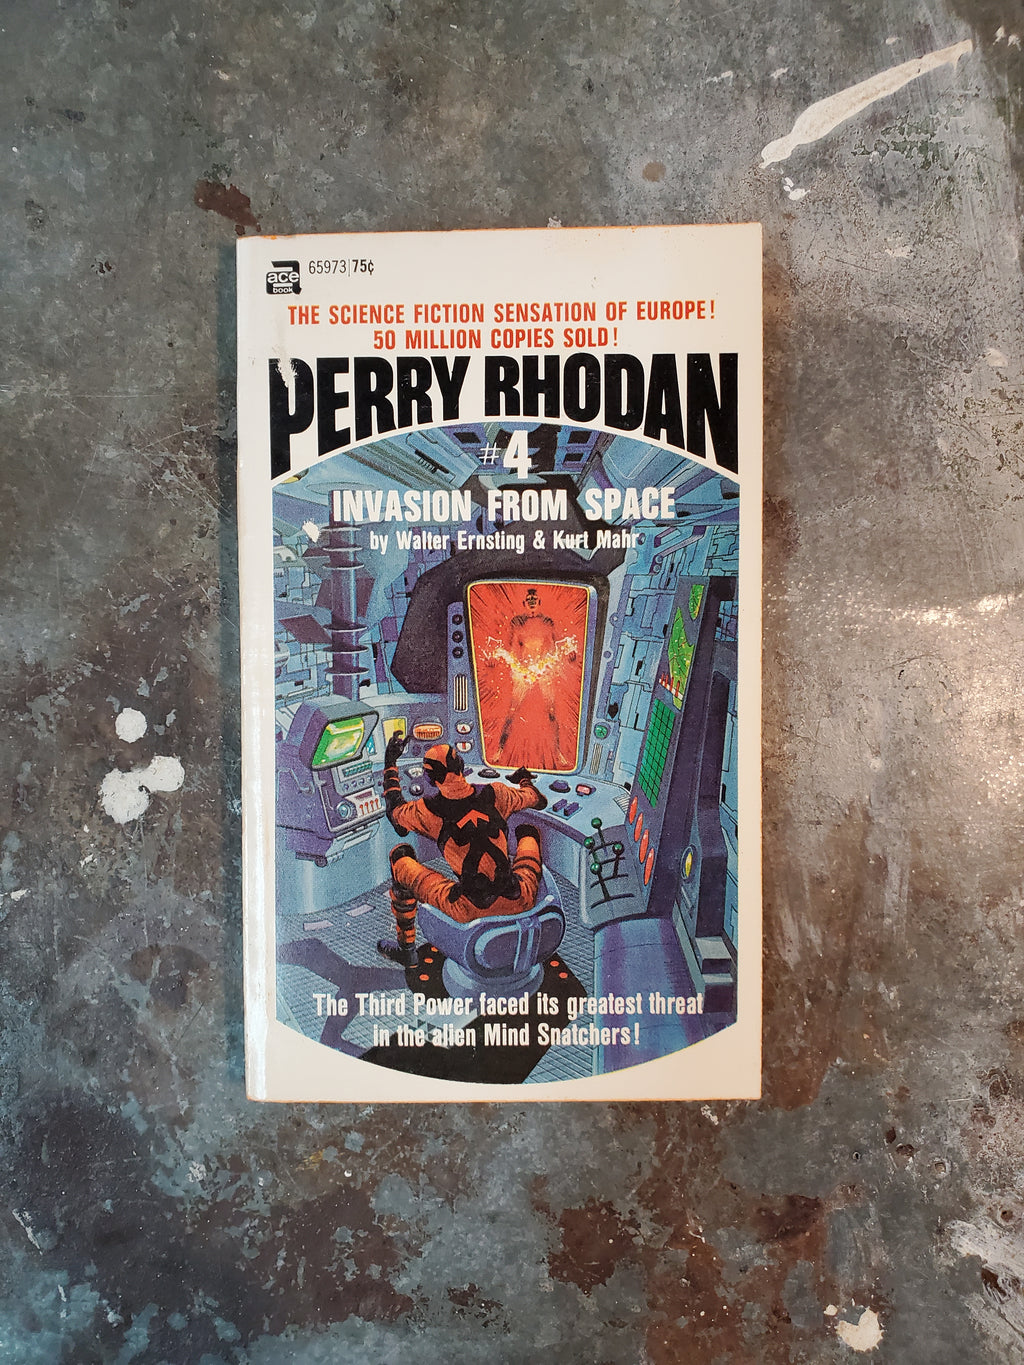 ace
book
65973|75¢
THE SCIENCE FICTION SENSATION OF EUROPE!
50 MILLION COPIES SOLD!
PERRY RHODAN
#4
INVASION FROM SPACE
by Walter Ernsting & Kurt Mahr
The Third Power faced its greatest threat
in the alien Mind Snatchers!